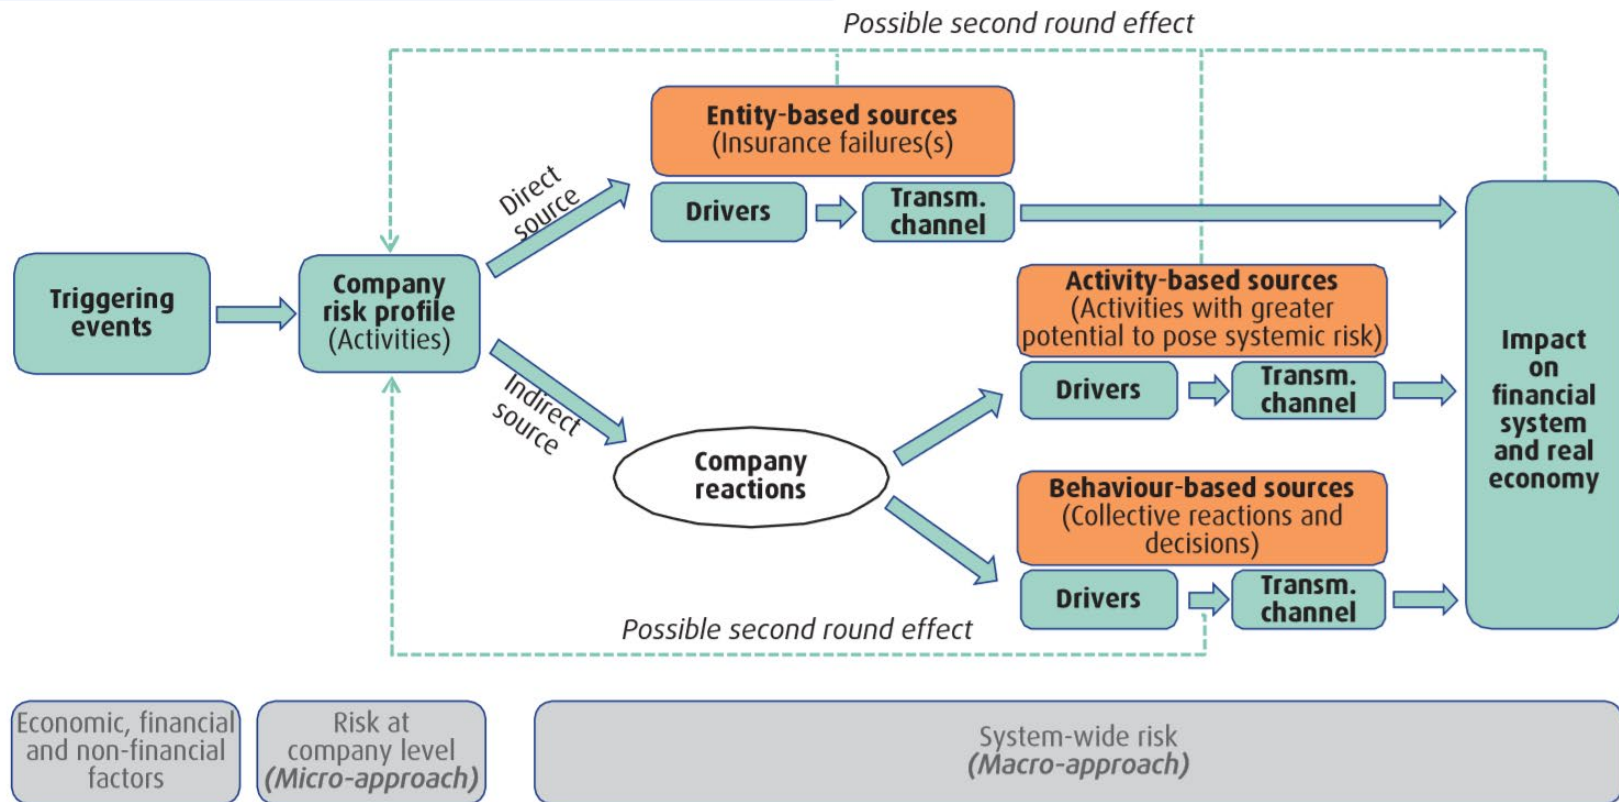 Possible second round effect
Entity-based sources
(Insurance failures(s)
Drivers
Transm.
channel
Direct
source
Triggering
events
Company
risk profile
(Activities)
Activity-based sources
(Activities with greater
potential to pose systemic risk)
Drivers
Transm.
channel
Impact
on
financial
system
and real
economy
Indirect
source
Company
reactions
Behaviour-based sources
(Collective reactions and
decisions)
Drivers
Transm.
channel
Possible second round effect
Economic, financial
and non-financial
factors
Risk at
company level
(Micro-approach)
System-wide risk
(Macro-approach)